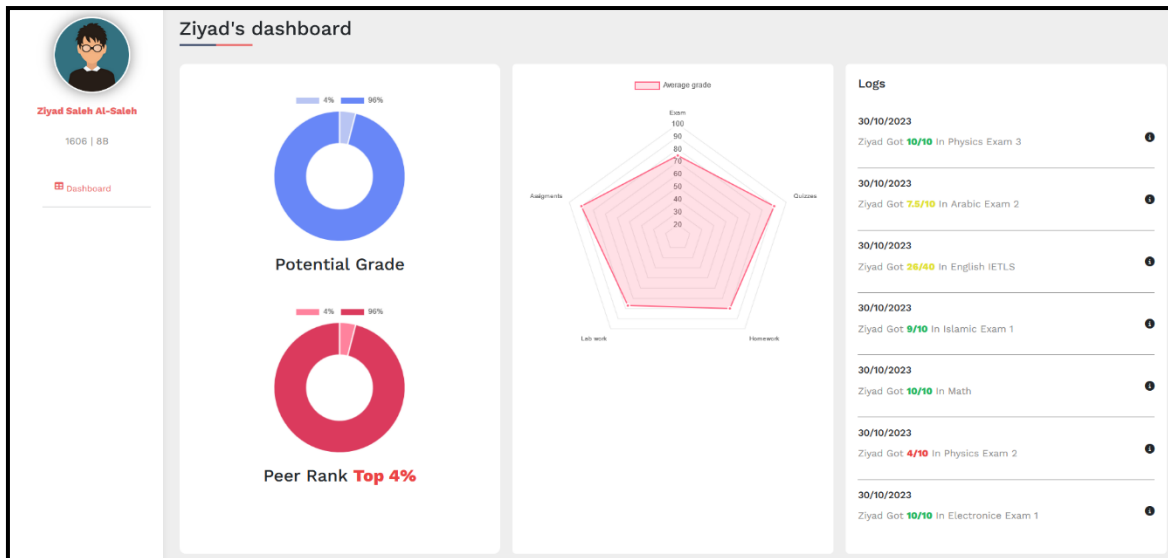 Ziyad Saleh Al-Saleh
1606 | 8B
Dashboard
Ziyad's dashboard
4% 96%
Potential Grade
4% 96%
Peer Rank Top 4%
Average grade
Exam
100
90
80
70
60
50
40
30
20
Assigments
Quizzes
Lab work
Homework
Logs
30/10/2023
Ziyad Got 10/10 In Physics Exam 3
30/10/2023
Ziyad Got 7.5/10 In Arabic Exam 2
30/10/2023
Ziyad Got 26/40 In English IETLS
30/10/2023
Ziyad Got 9/10 In Islamic Exam 1
30/10/2023
Ziyad Got 10/10 In Math
30/10/2023
Ziyad Got 4/10 In Physics Exam 2
30/10/2023
Ziyad Got 10/10 In Electronice Exam 1